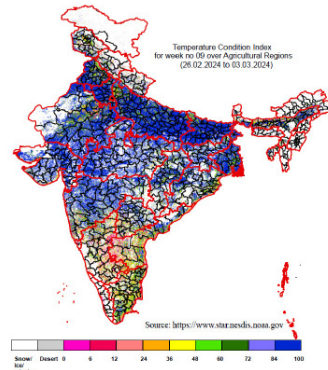 Temperature Condition Index
for week no 09 over Agricultural Regions
(26.02.2024 to 03.03.2024)
Source: https://www.star.nesdis.noaa.gov
Snow/ Desert 0 6 12 24 36 48 60 72 84 100
Ice/